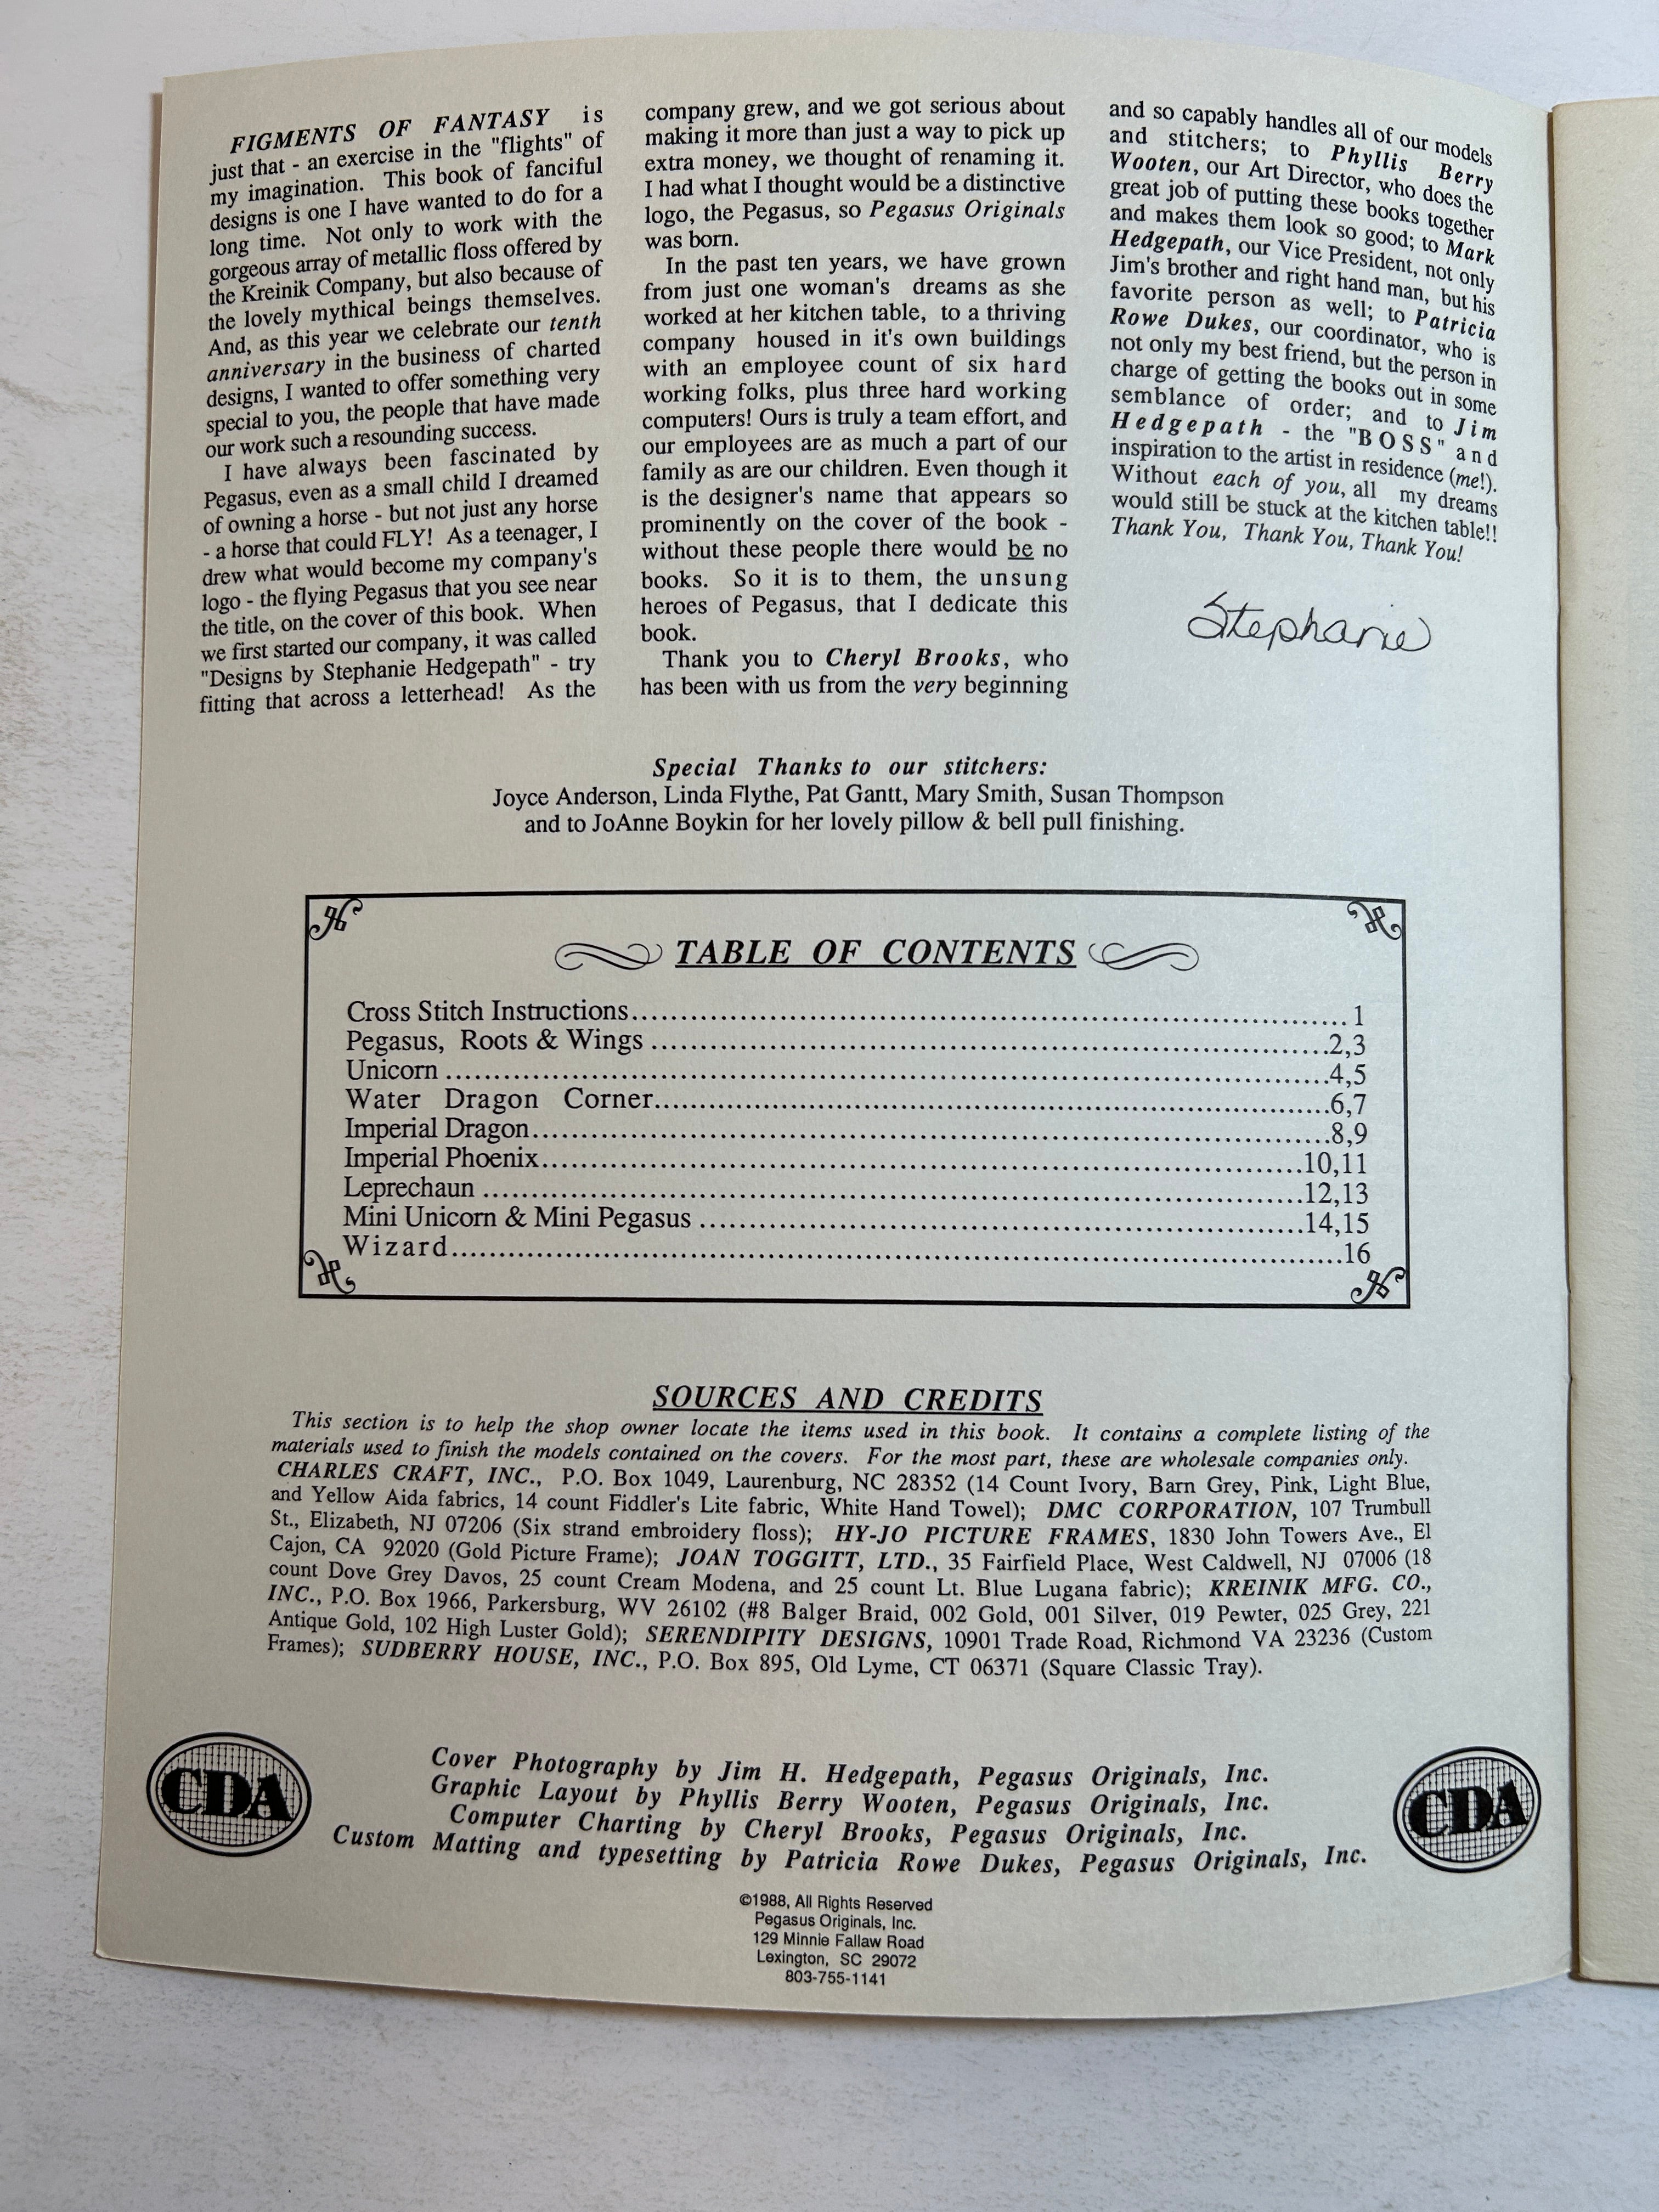 FIGMENTS OF FANTASY is
just that - an exercise in the "flights" of
my imagination. This book of fanciful
designs is one I have wanted to do for a
long time. Not only to work with the
gorgeous array of metallic floss offered by
the Kreinik Company, but also because of
the lovely mythical beings themselves.
And, as this year we celebrate our tenth
anniversary in the business of charted
designs, I wanted to offer something very
special to you, the people that have made
our work such a resounding success.
I have always been fascinated by
Pegasus, even as a small child I dreamed
of owning a horse - but not just any horse
- a horse that could FLY! As a teenager, I
drew what would become my company's
logo - the flying Pegasus that you see near
the title, on the cover of this book. When
we first started our company, it was called
"Designs by Stephanie Hedgepath" - try
fitting that across a letterhead! As the
company grew, and we got serious about
making it more than just a way to pick up
extra money, we thought of renaming it.
I had what I thought would be a distinctive
logo, the Pegasus, so Pegasus Originals
was born.
In the past ten years, we have grown
from just one woman's dreams as she
worked at her kitchen table, to a thriving
company housed in it's own buildings
with an employee count of six hard
working folks, plus three hard working
computers! Ours is truly a team effort, and
our employees are as much a part of our
family as are our children. Even though it
is the designer's name that appears so
prominently on the cover of the book -
without these people there would be no
books. So it is to them, the unsung
heroes of Pegasus, that I dedicate this
book.
Thank you to Cheryl Brooks, who
has been with us from the very beginning
and so capably handles all of our models
and stitchers; to Phyllis Berry
Wooten, our Art Director, who does the
great job of putting these books together
and makes them look so good; to Mark
Hedgepath, our Vice President, not only
Jim's brother and right hand man, but his
favorite person as well; to Patricia
Rowe Dukes, our coordinator, who is
not only my best friend, but the person in
charge of getting the books out in some
semblance of order; and to Jim
Hedgepath - the "BOSS" and
inspiration to the artist in residence (me!).
Without each of you, all my dreams
would still be stuck at the kitchen table!!
Thank You, Thank You, Thank You!
Stephanie
Special Thanks to our stitchers:
Joyce Anderson, Linda Flythe, Pat Gantt, Mary Smith, Susan Thompson
and to JoAnne Boykin for her lovely pillow & bell pull finishing.
TABLE OF CONTENTS
Cross Stitch Instructions..........1
Pegasus, Roots & Wings ..........2,3
Unicorn ..........4,5
Water Dragon Corner..........6,7
Imperial Dragon..........8,9
Imperial Phoenix..........10,11
Leprechaun ..........12,13
Mini Unicorn & Mini Pegasus ..........14,15
Wizard..........16
SOURCES AND CREDITS
This section is to help the shop owner locate the items used in this book. It contains a complete listing of the
materials used to finish the models contained on the covers. For the most part, these are wholesale companies only.
CHARLES CRAFT, INC., P.O. Box 1049, Laurenburg, NC 28352 (14 Count Ivory, Barn Grey, Pink, Light Blue,
and Yellow Aida fabrics, 14 count Fiddler's Lite fabric, White Hand Towel); DMC CORPORATION, 107 Trumbull
St., Elizabeth, NJ 07206 (Six strand embroidery floss); HY-JO PICTURE FRAMES, 1830 John Towers Ave., El
Cajon, CA 92020 (Gold Picture Frame); JOAN TOGGITT, LTD., 35 Fairfield Place, West Caldwell, NJ 07006 (18
count Dove Grey Davos, 25 count Cream Modena, and 25 count Lt. Blue Lugana fabric); KREINIK MFG. CO.,
INC., P.O. Box 1966, Parkersburg, WV 26102 (#8 Balger Braid, 002 Gold, 001 Silver, 019 Pewter, 025 Grey, 221
Antique Gold, 102 High Luster Gold); SERENDIPITY DESIGNS, 10901 Trade Road, Richmond VA 23236 (Custom
Frames); SUDBERRY HOUSE, INC., P.O. Box 895, Old Lyme, CT 06371 (Square Classic Tray).
CDA
Cover Photography by Jim H. Hedgepath, Pegasus Originals, Inc.
Graphic Layout by Phyllis Berry Wooten, Pegasus Originals, Inc.
Computer Charting by Cheryl Brooks, Pegasus Originals, Inc.
Custom Matting and typesetting by Patricia Rowe Dukes, Pegasus Originals, Inc.
CDA
©1988, All Rights Reserved
Pegasus Originals, Inc.
129 Minnie Fallaw Road
Lexington, SC 29072
803-755-1141